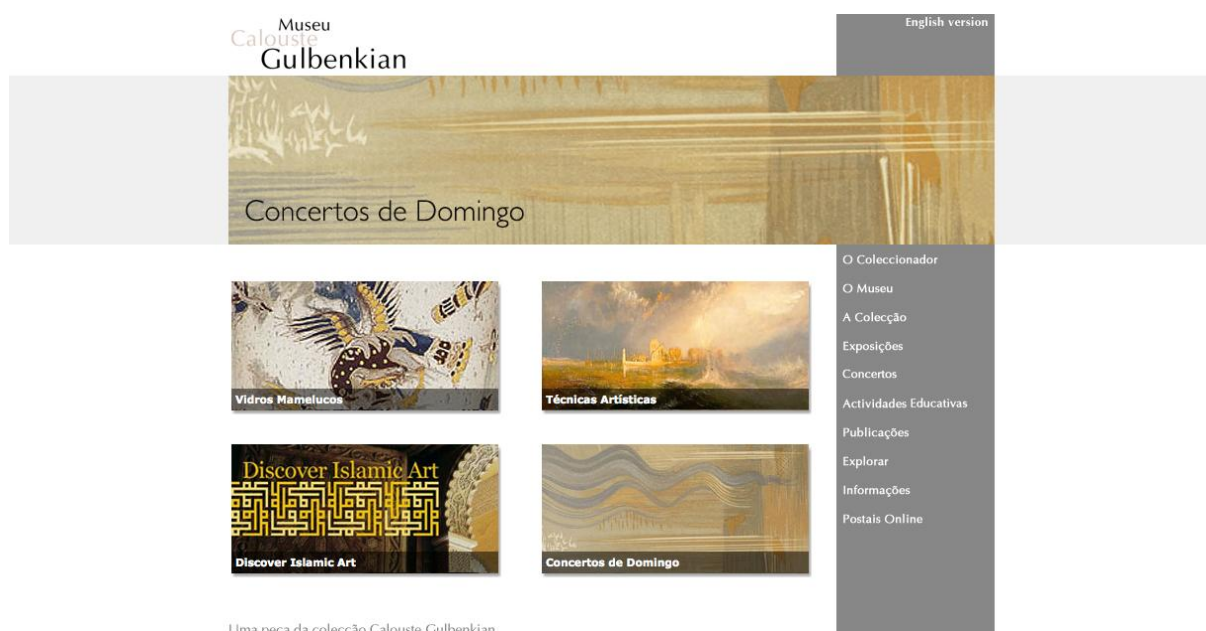 Museu
Calouste
Gulbenkian
English version
Concertos de Domingo
O Coleccionador
O Museu
A Colecção
Exposições
Concertos
Actividades Educativas
Publicações
Explorar
Informações
Postais Online
Vidros Mamelucos
Técnicas Artísticas
Discover Islamic Art
Discover Islamic Art
Concertos de Domingo
Uma peça da colecção Calouste Gulbenkian